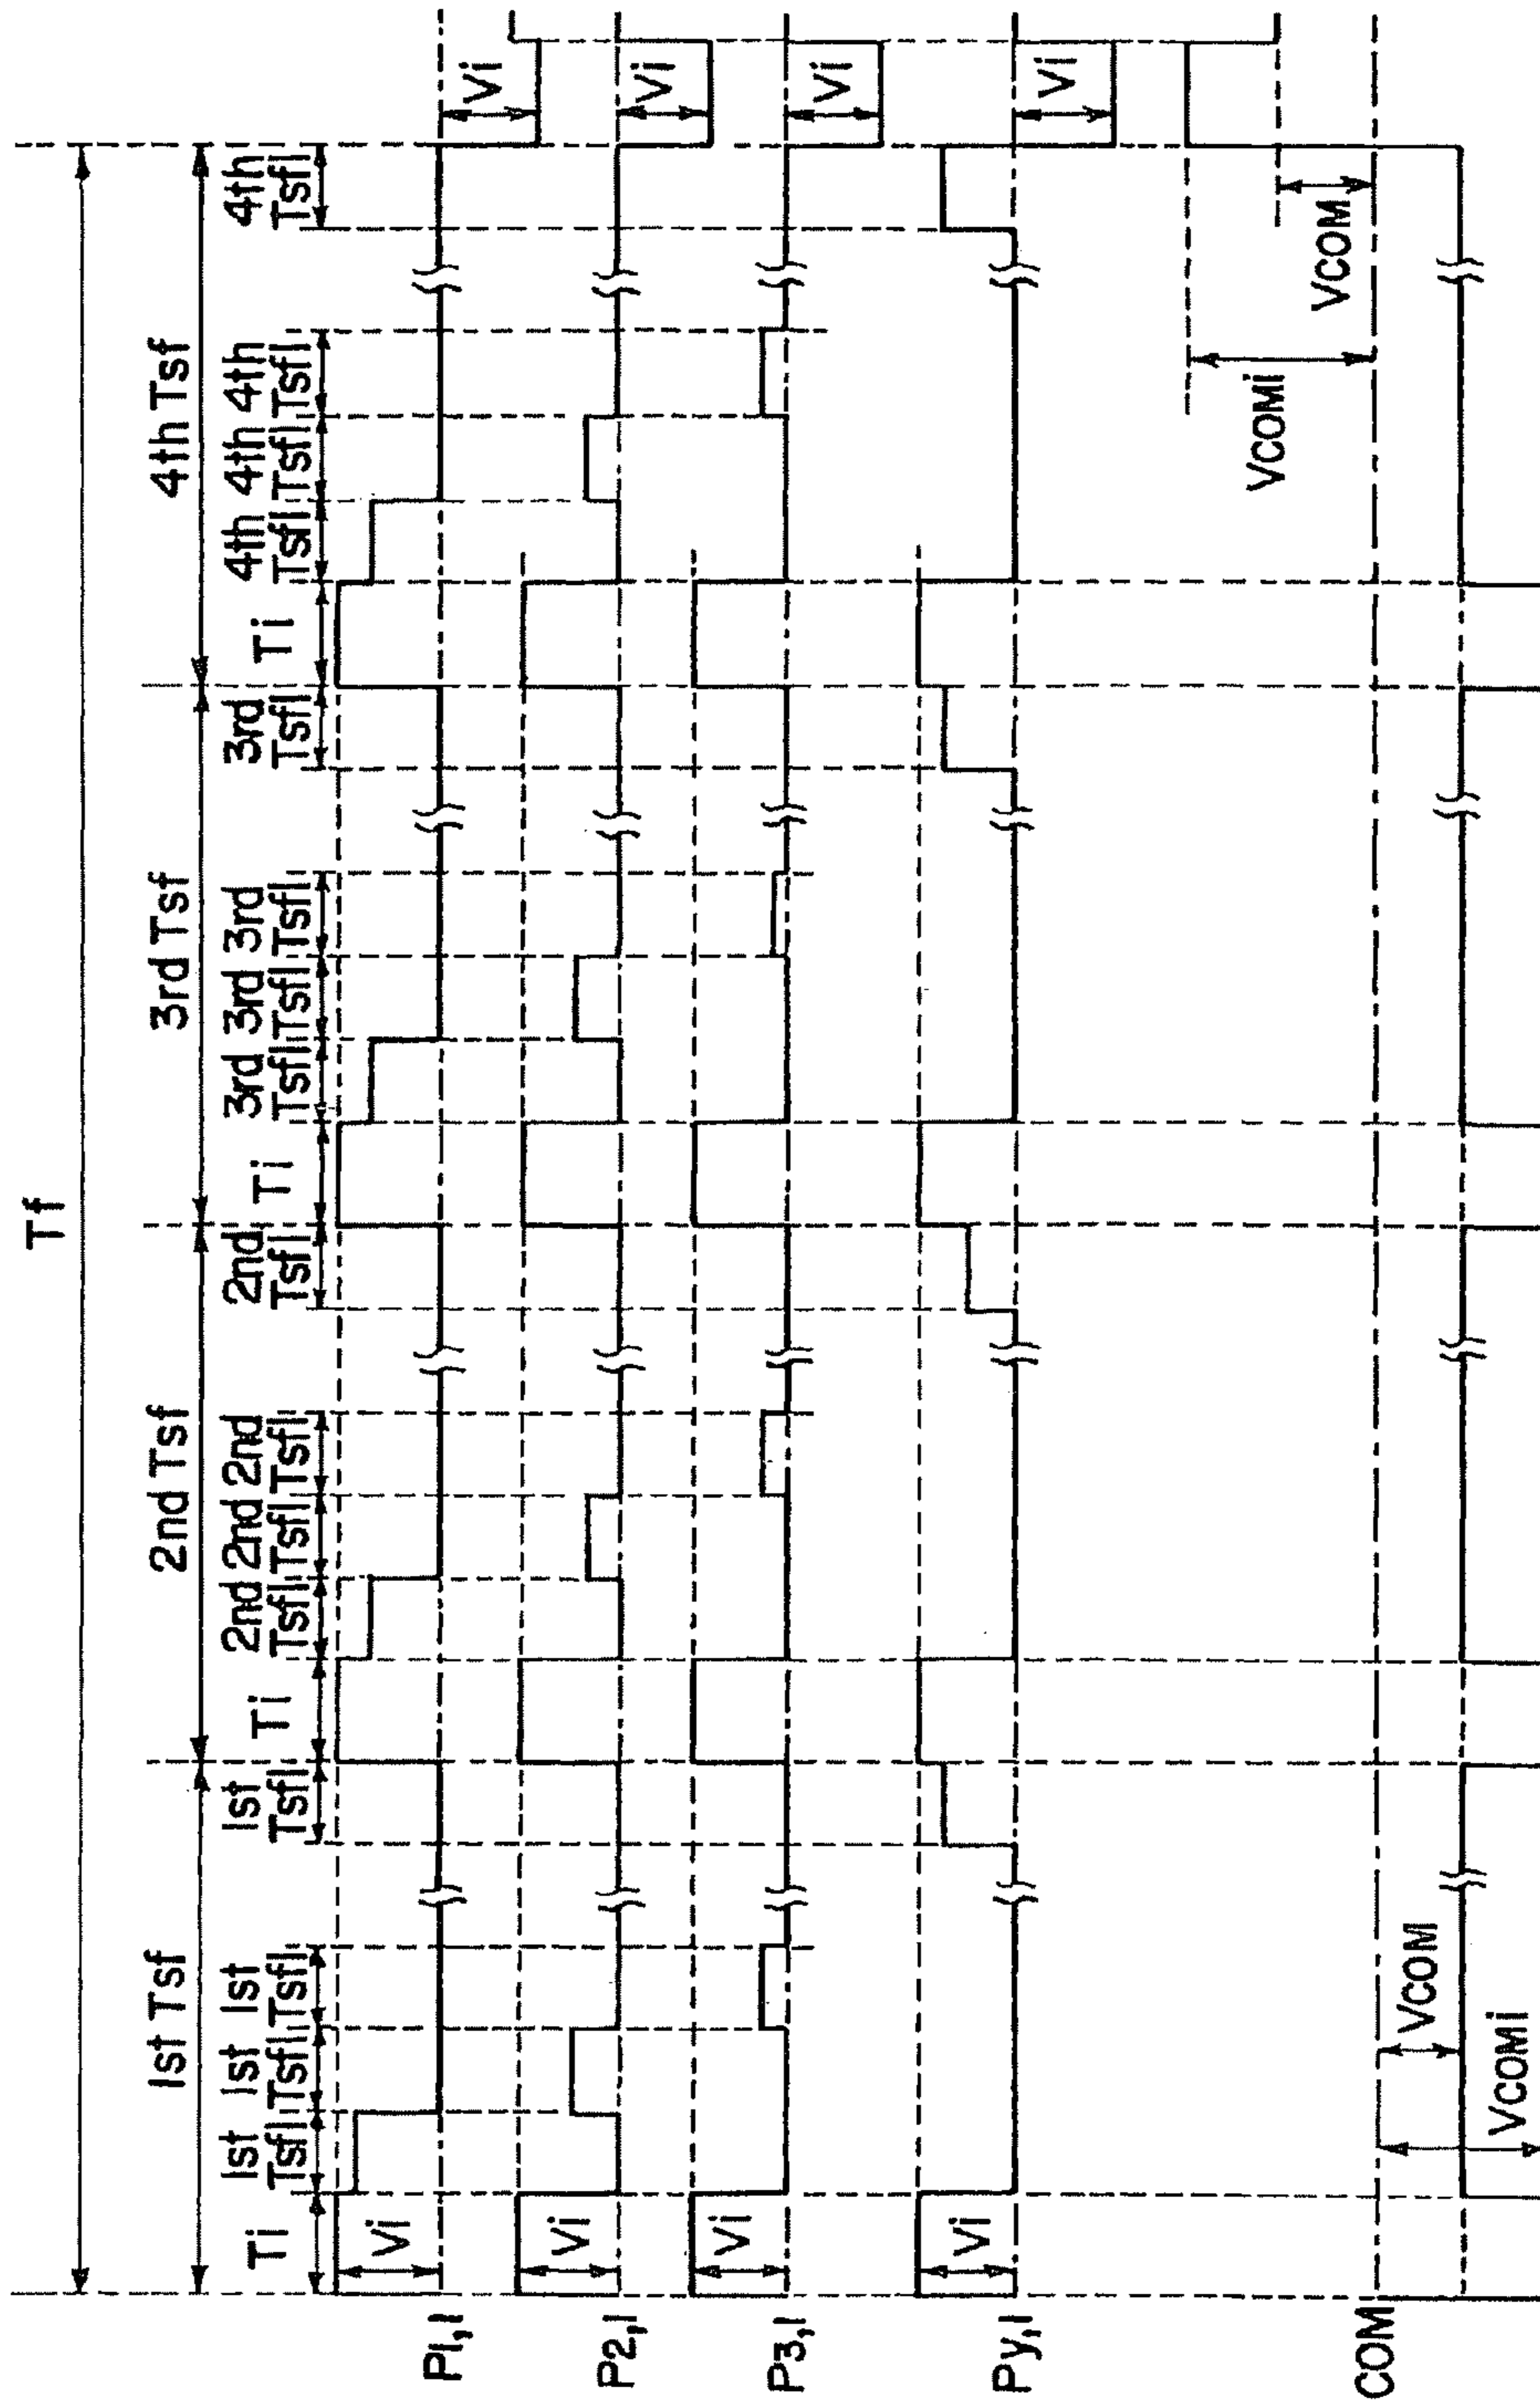 Tf
1st Tsf
2nd Tsf
3rd Tsf
4th Tsf
Ti
1st Tsfl
1st Tsfl
1st Tsfl
1st Tsfl
Ti
2nd Tsfl
2nd Tsfl
2nd Tsfl
2nd Tsfl
Ti
3rd Tsfl
3rd Tsfl
3rd Tsfl
3rd Tsfl
Ti
4th Tsfl
4th Tsfl
4th Tsfl
4th Tsfl
P1,1
Vi
Vi
P2,1
Vi
Vi
P3,1
Vi
Vi
Py,1
Vi
Vi
COM
VCOM
VCOMi
VCOMi
VCOM